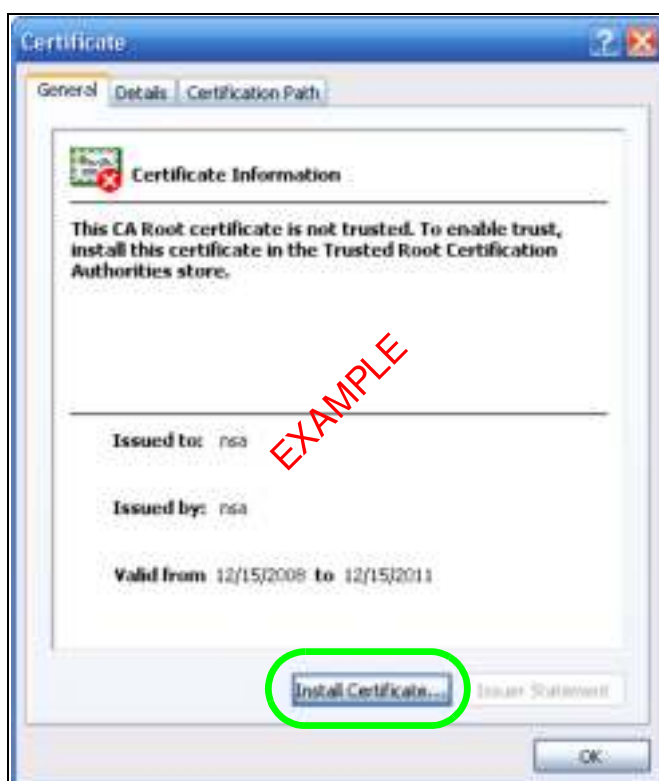 Certificate
General Details Certification Path
Certificate Information
This CA Root certificate is not trusted. To enable trust,
install this certificate in the Trusted Root Certification
Authorities store.
EXAMPLE
Issued to: nsa
Issued by: nsa
Valid from 12/15/2008 to 12/15/2011
Install Certificate... Issuer Statement
OK